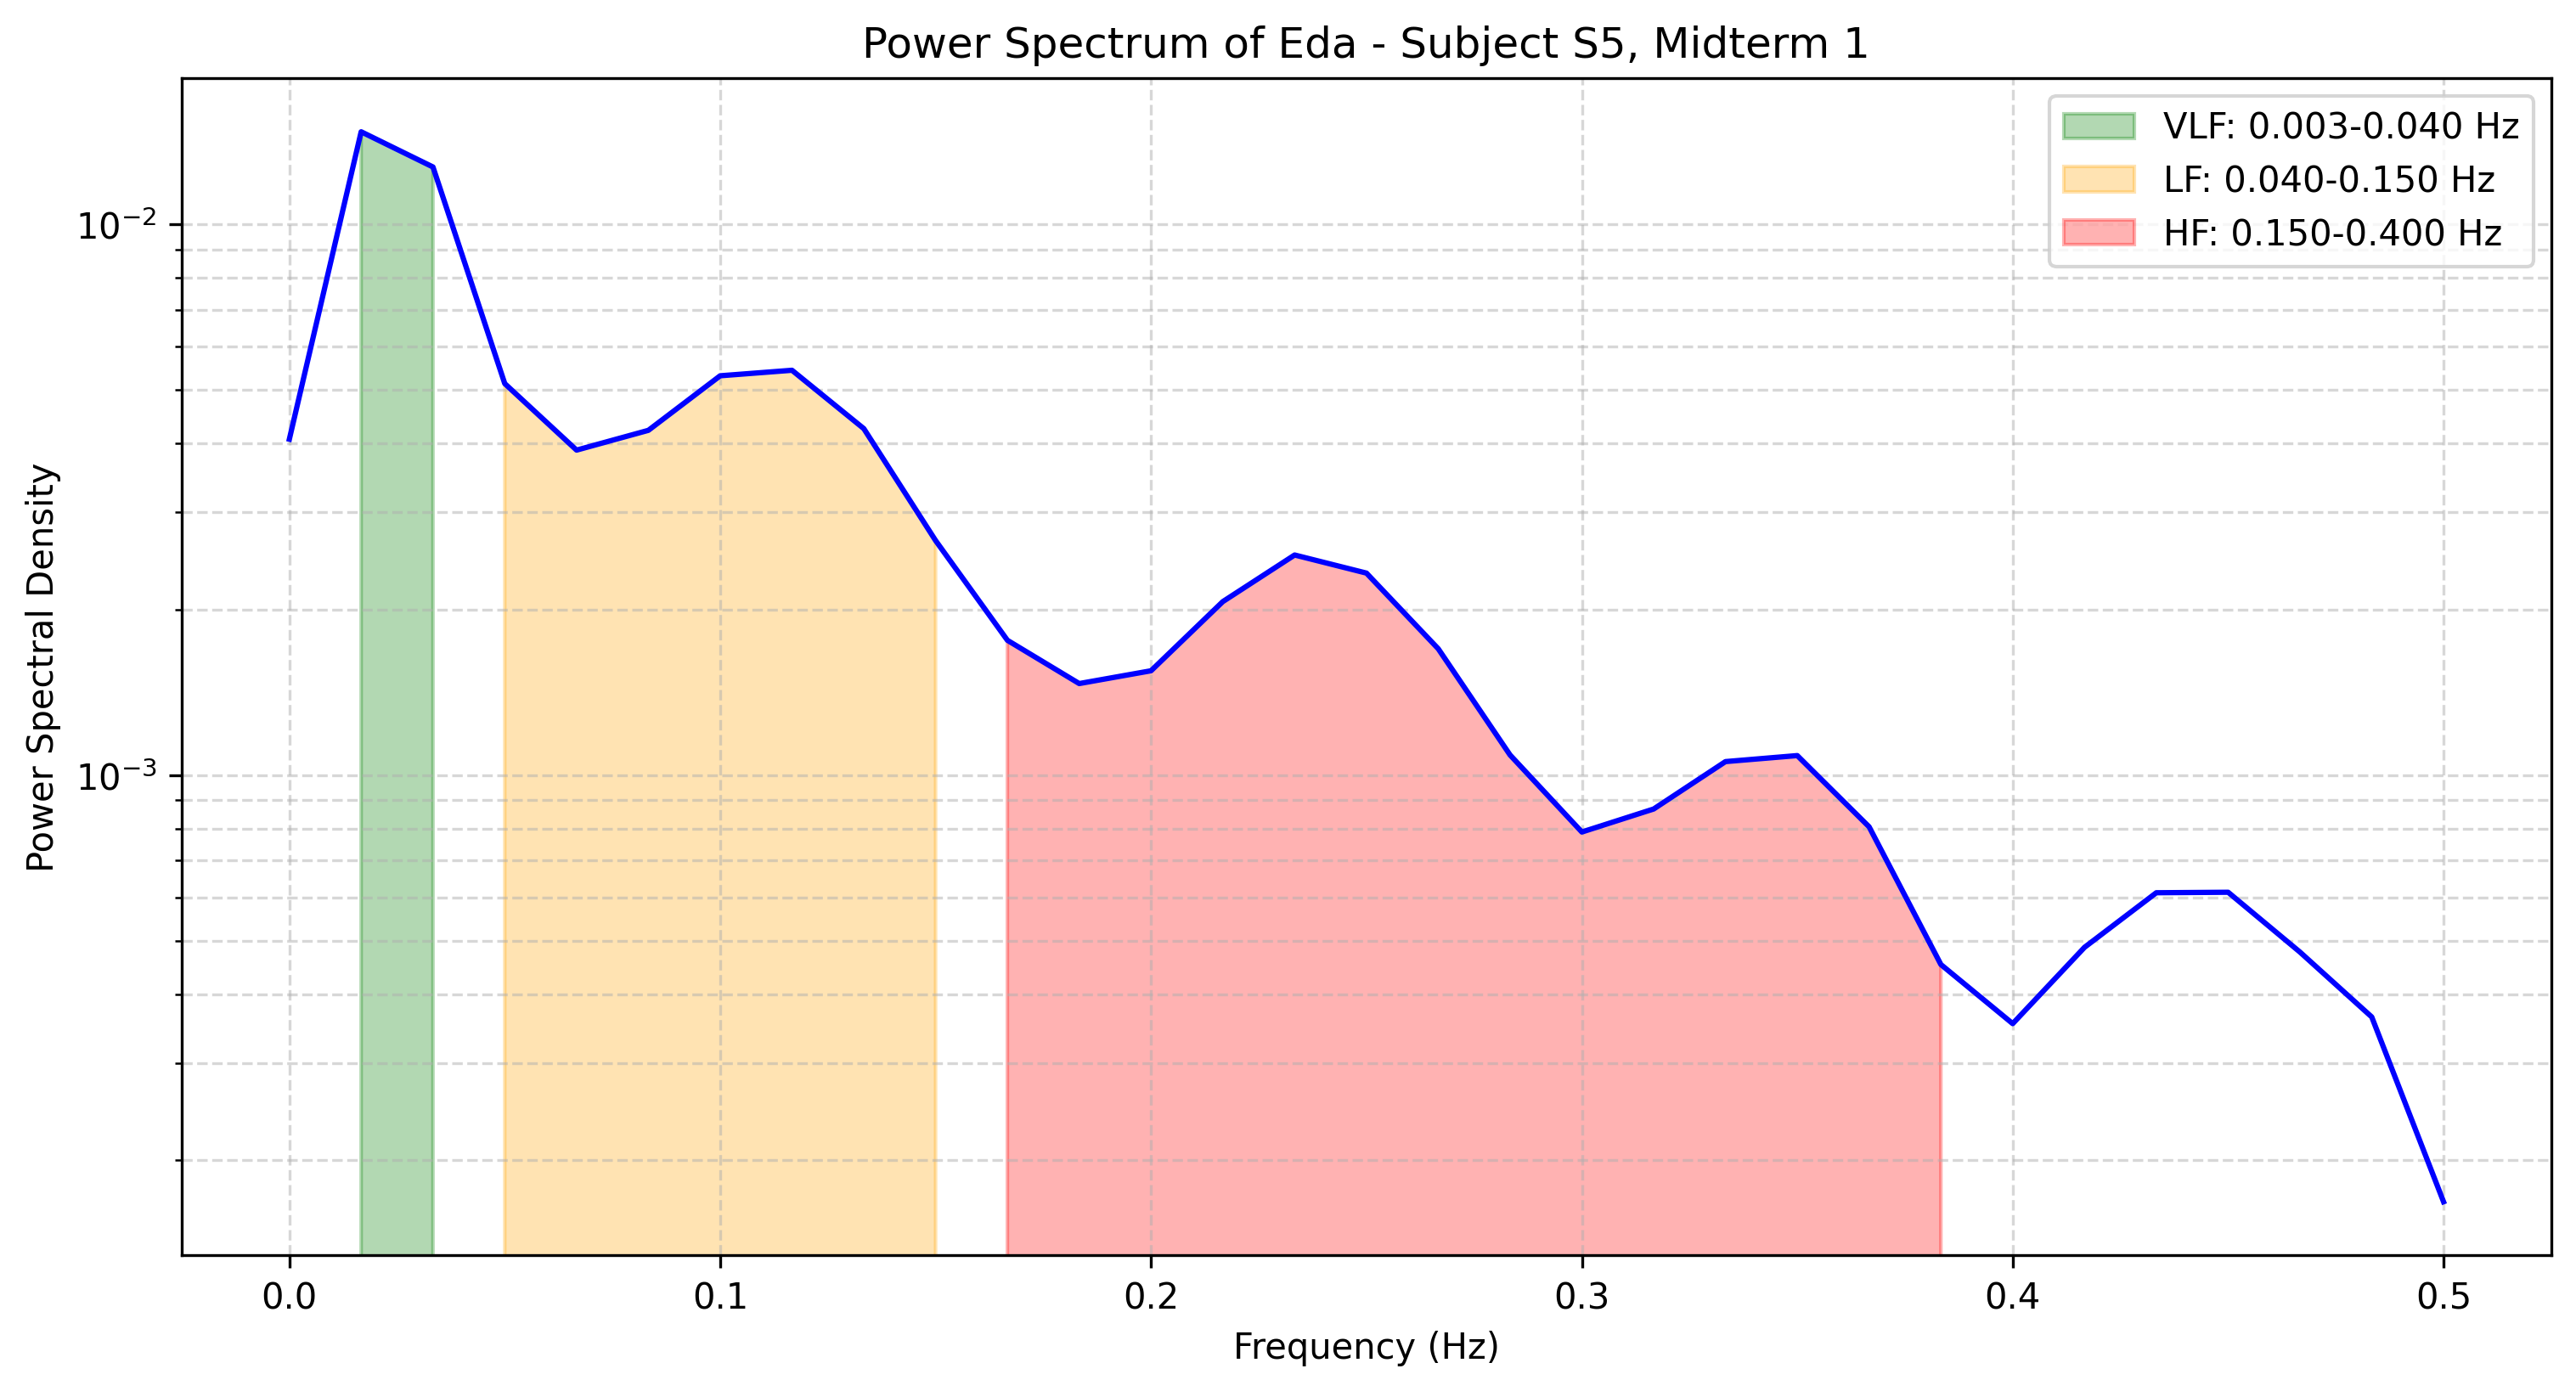 Power Spectrum of Eda - Subject S5, Midterm 1
VLF: 0.003-0.040 Hz
LF: 0.040-0.150 Hz
HF: 0.150-0.400 Hz
Power Spectral Density
10⁻²
10⁻³
0.0 0.1 0.2 0.3 0.4 0.5
Frequency (Hz)